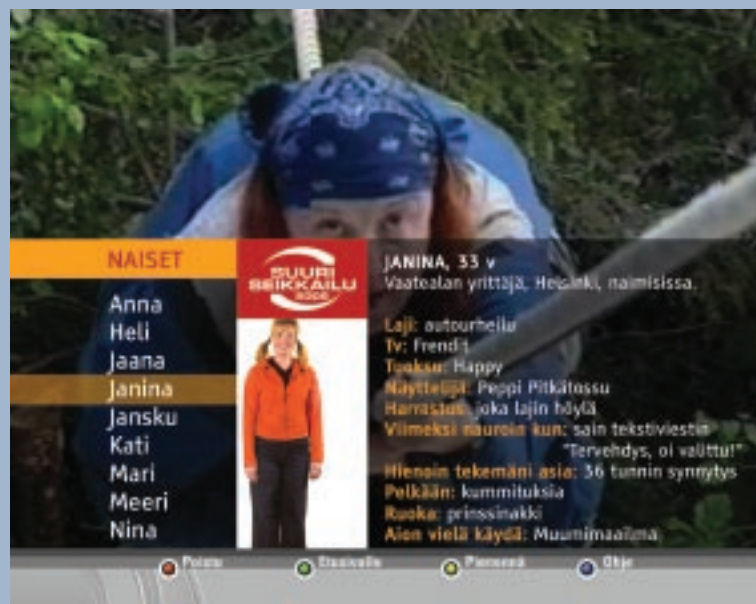 NAISET
Anna
Heli
Jaana
Janina
Jansku
Kati
Mari
Meeri
Nina
SUURI
SEIKKAILU
JANINA, 33 v
Vaatealan yrittäjä, Helsinki, naimisissa.
Laji: autourheilu
Tv: Frendit
Tuoksu: Happy
Näyttelijä: Peppi Pitkätossu
Harrastus: joka lajin höylä
Viimeksi nauroin kun: sain tekstiviestin
"Tervehdys, oi valittu!"
Hienoin tekemäni asia: 36 tunnin synnytys
Pelkään: kummituksia
Ruoka: prinssinakki
Aion vielä käydä: Muumimaailma
Poistu
Etusivulle
Pienennä
Ohje